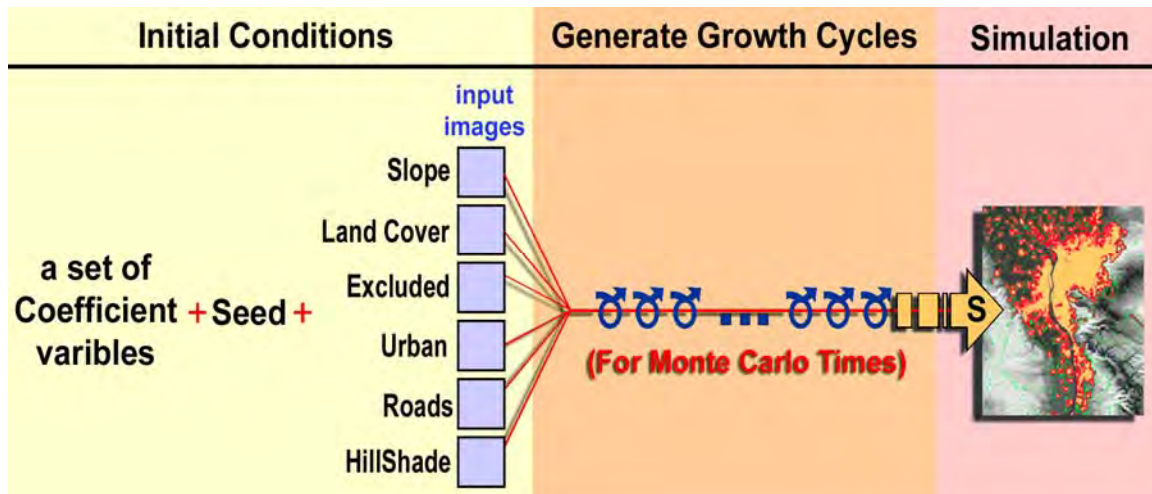 Initial Conditions
Generate Growth Cycles
Simulation
input
images
Slope
Land Cover
Excluded
Urban
Roads
HillShade
a set of
Coefficient
varibles
+ Seed +
...
(For Monte Carlo Times)
S